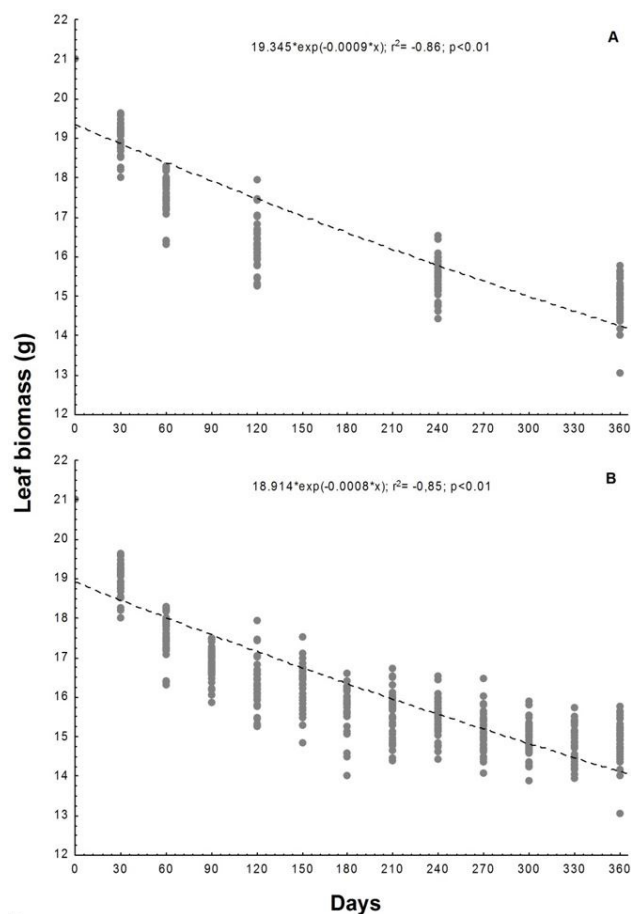 A
19.345*exp(-0.0009*x); r²= -0.86; p<0.01
22
21
20
19
18
17
16
15
14
13
12
0 30 60 90 120 150 180 210 240 270 300 330 360
Leaf biomass (g)
B
18.914*exp(-0.0008*x); r²= -0,85; p<0.01
22
21
20
19
18
17
16
15
14
13
12
0 30 60 90 120 150 180 210 240 270 300 330 360
Days